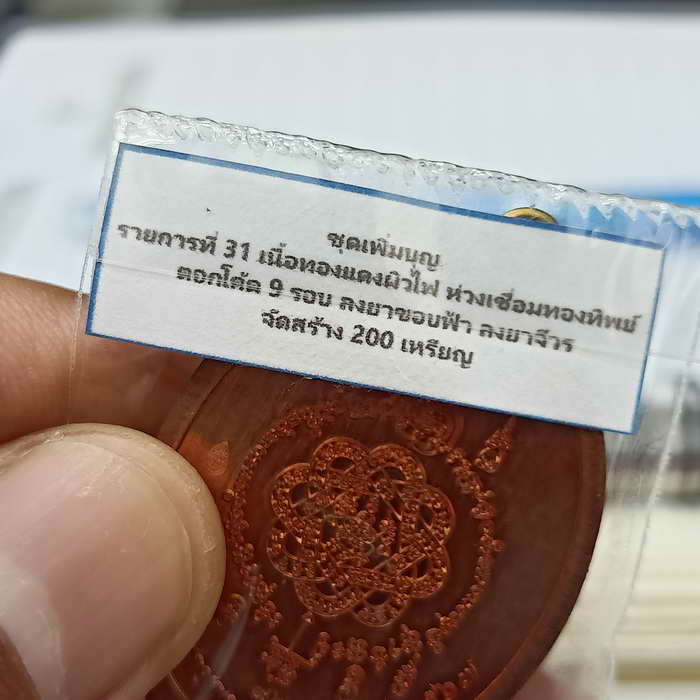 ชุดเพิ่มบุญ
รายการที่ 31 เนื้อทองแดงผิวไฟ ห่วงเชื่อมทองทิพย์
ตอกโค้ด 9 รอบ ลงยาขอบฟ้า ลงยาจีวร
จัดสร้าง 200 เหรียญ